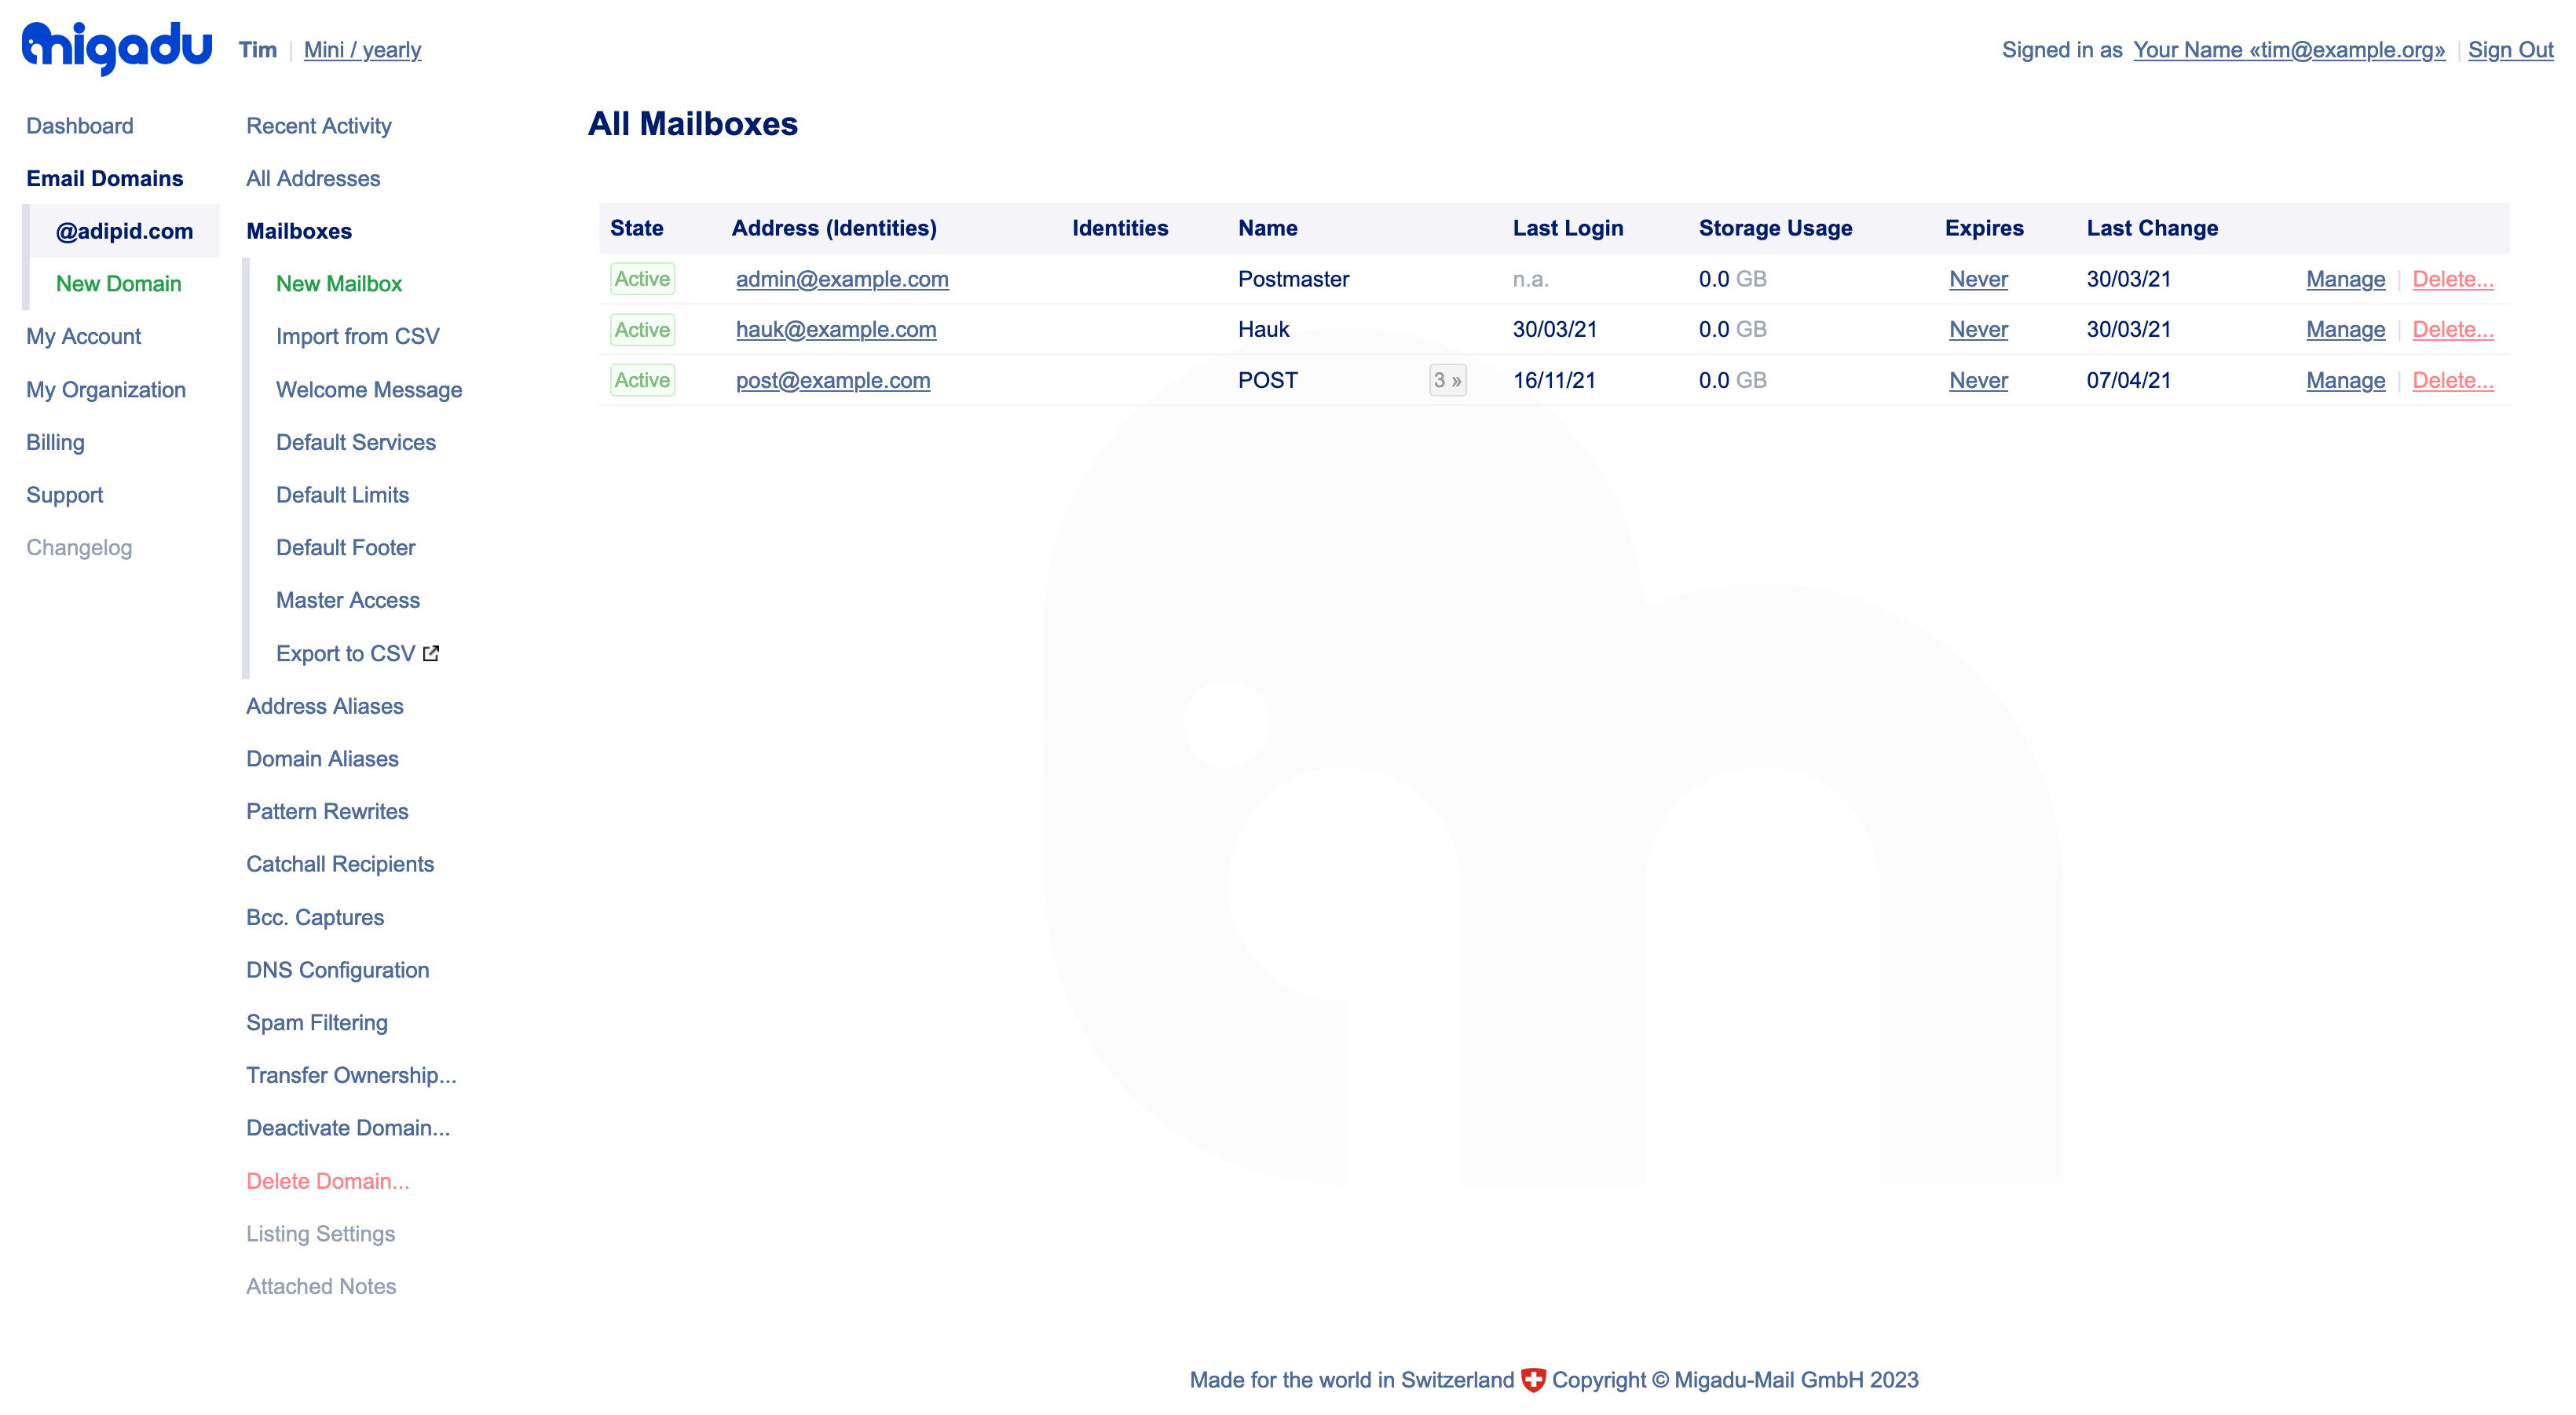 migadu Tim Mini / yearly Signed in as Your Name «tim@example.org» Sign Out
Dashboard
Email Domains
@adipid.com
New Domain
My Account
My Organization
Billing
Support
Changelog
Recent Activity
All Addresses
Mailboxes
New Mailbox
Import from CSV
Welcome Message
Default Services
Default Limits
Default Footer
Master Access
Export to CSV
Address Aliases
Domain Aliases
Pattern Rewrites
Catchall Recipients
Bcc. Captures
DNS Configuration
Spam Filtering
Transfer Ownership...
Deactivate Domain...
Delete Domain...
Listing Settings
Attached Notes
All Mailboxes
State Address (Identities) Identities Name Last Login Storage Usage Expires Last Change
Active admin@example.com Postmaster n.a. 0.0 GB Never 30/03/21 Manage Delete...
Active hauk@example.com Hauk 30/03/21 0.0 GB Never 30/03/21 Manage Delete...
Active post@example.com POST 3 » 16/11/21 0.0 GB Never 07/04/21 Manage Delete...
Made for the world in Switzerland Copyright © Migadu-Mail GmbH 2023